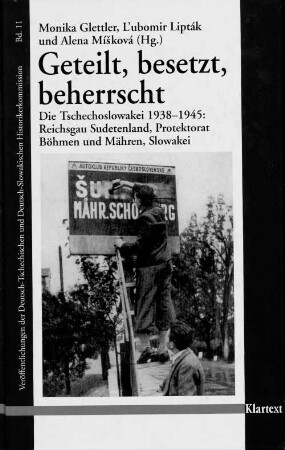 Monika Glettler, L'ubomir Lipták
und Alena Míšková (Hg.)
Geteilt, besetzt,
beherrscht
Die Tschechoslowakei 1938–1945:
Reichsgau Sudetenland, Protektorat
Böhmen und Mähren, Slowakei
AUTOKLUB REPUBLIKY ČESKOSLOVENSKÉ
ŠU
MÄHR.SCHÖ RG
Klartext
Veröffentlichungen der Deutsch-Tschechischen und Deutsch-Slowakischen Historikerkommission
Bd. 11